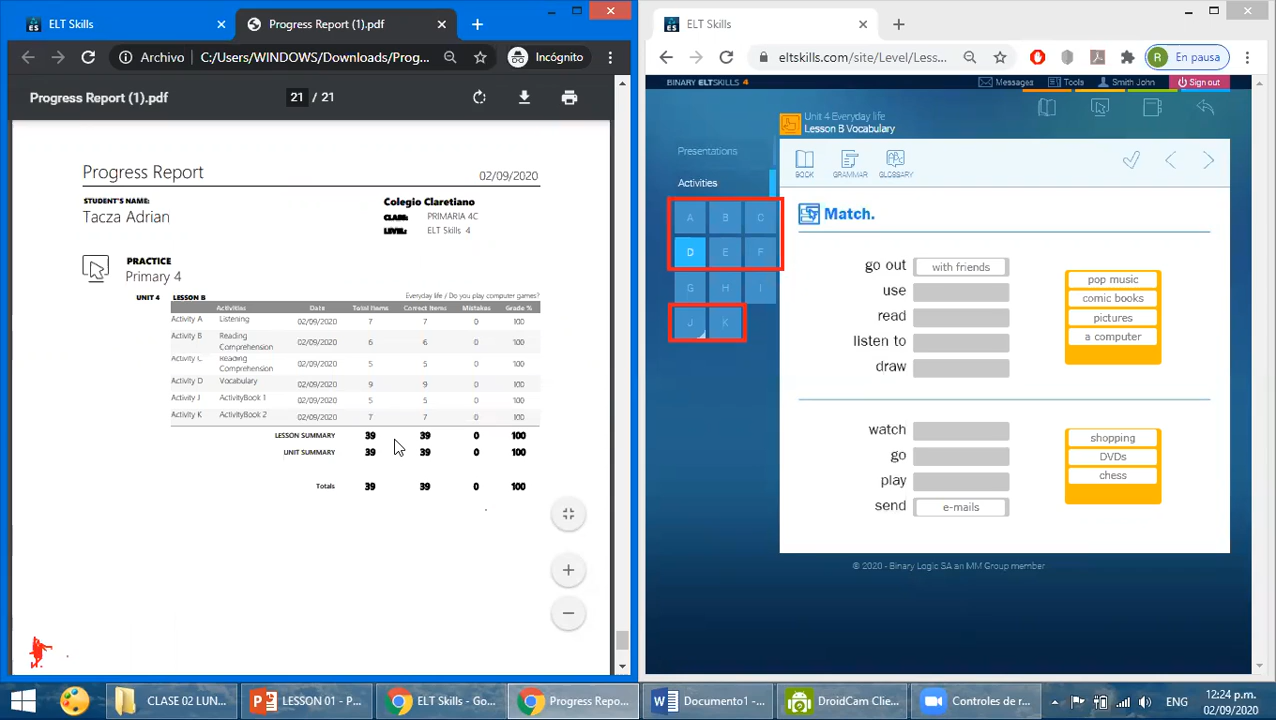 ELT Skills
Progress Report (1).pdf
Archivo
C:/Users/WINDOWS/Downloads/Prog...
Incógnito
Progress Report (1).pdf
21 / 21
Progress Report
02/09/2020
STUDENT'S NAME:
Tacza Adrian
Colegio Claretiano
CLASS: PRIMARIA 4C
LEVEL: ELT Skills 4
PRACTICE
Primary 4
UNIT 4 LESSON B Everyday life / Do you play computer games?
Activities Date Total Items Correct Items Mistakes Grade %
Activity A Listening 02/09/2020 7 7 0 100
Activity B Reading Comprehension 02/09/2020 6 6 0 100
Activity C Reading Comprehension 02/09/2020 5 5 0 100
Activity D Vocabulary 02/09/2020 9 9 0 100
Activity J ActivityBook 1 02/09/2020 5 5 0 100
Activity K ActivityBook 2 02/09/2020 7 7 0 100
LESSON SUMMARY 39 39 0 100
UNIT SUMMARY 39 39 0 100
Totals 39 39 0 100
ELT Skills
eltskills.com/site/Level/Less...
R En pausa
BINARY ELTSKILLS 4
Messages Tools Smith John Sign out
Unit 4 Everyday life
Lesson B Vocabulary
Presentations
Activities
A B C
D E F
G H I
J K
BOOK GRAMMAR GLOSSARY
Match.
go out with friends
use
read
listen to
draw
pop music
comic books
pictures
a computer
watch
go
play
send e-mails
shopping
DVDs
chess
© 2020 - Binary Logic SA an MM Group member
CLASE 02 LUN...
LESSON 01 - P...
ELT Skills - Go...
Progress Repo...
Documento1 -...
DroidCam Clie...
Controles de r...
ENG
12:24 p.m.
02/09/2020